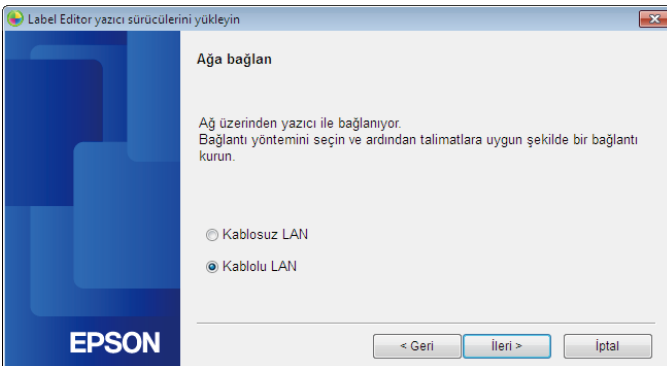 Label Editor yazıcı sürücülerini yükleyin
Ağa bağlan
Ağ üzerinden yazıcı ile bağlanıyor.
Bağlantı yöntemini seçin ve ardından talimatlara uygun şekilde bir bağlantı
kurun.
Kablosuz LAN
Kablolu LAN
EPSON
< Geri
İleri >
İptal